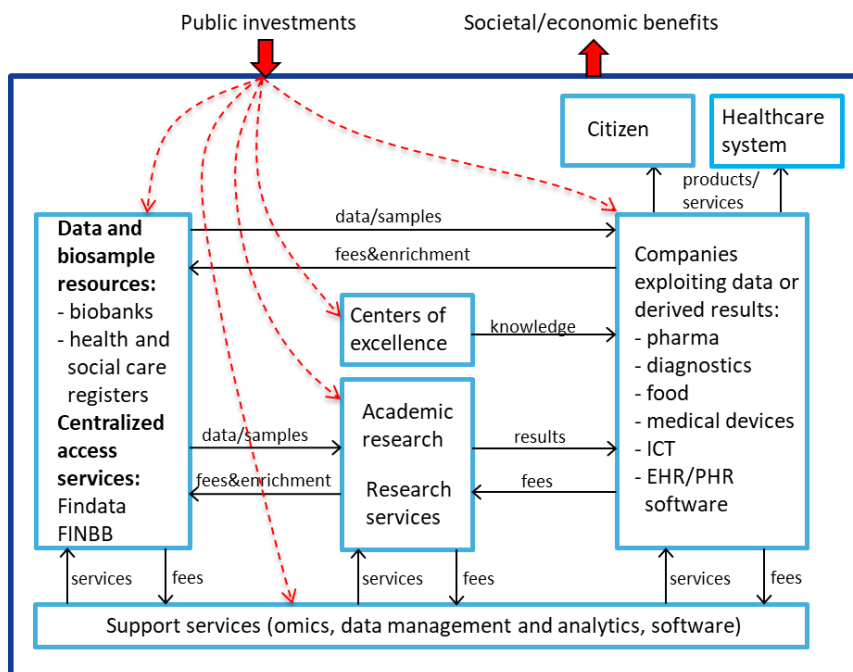 Public investments
Societal/economic benefits
Citizen
Healthcare
system
products/
services
Data and
biosample
resources:
- biobanks
- health and
social care
registers
Centralized
access
services:
Findata
FINBB
data/samples
fees&enrichment
Centers of
excellence
knowledge
Companies
exploiting data or
derived results:
- pharma
- diagnostics
- food
- medical devices
- ICT
- EHR/PHR
software
data/samples
fees&enrichment
Academic
research
Research
services
results
fees
services
fees
services
fees
services
fees
Support services (omics, data management and analytics, software)